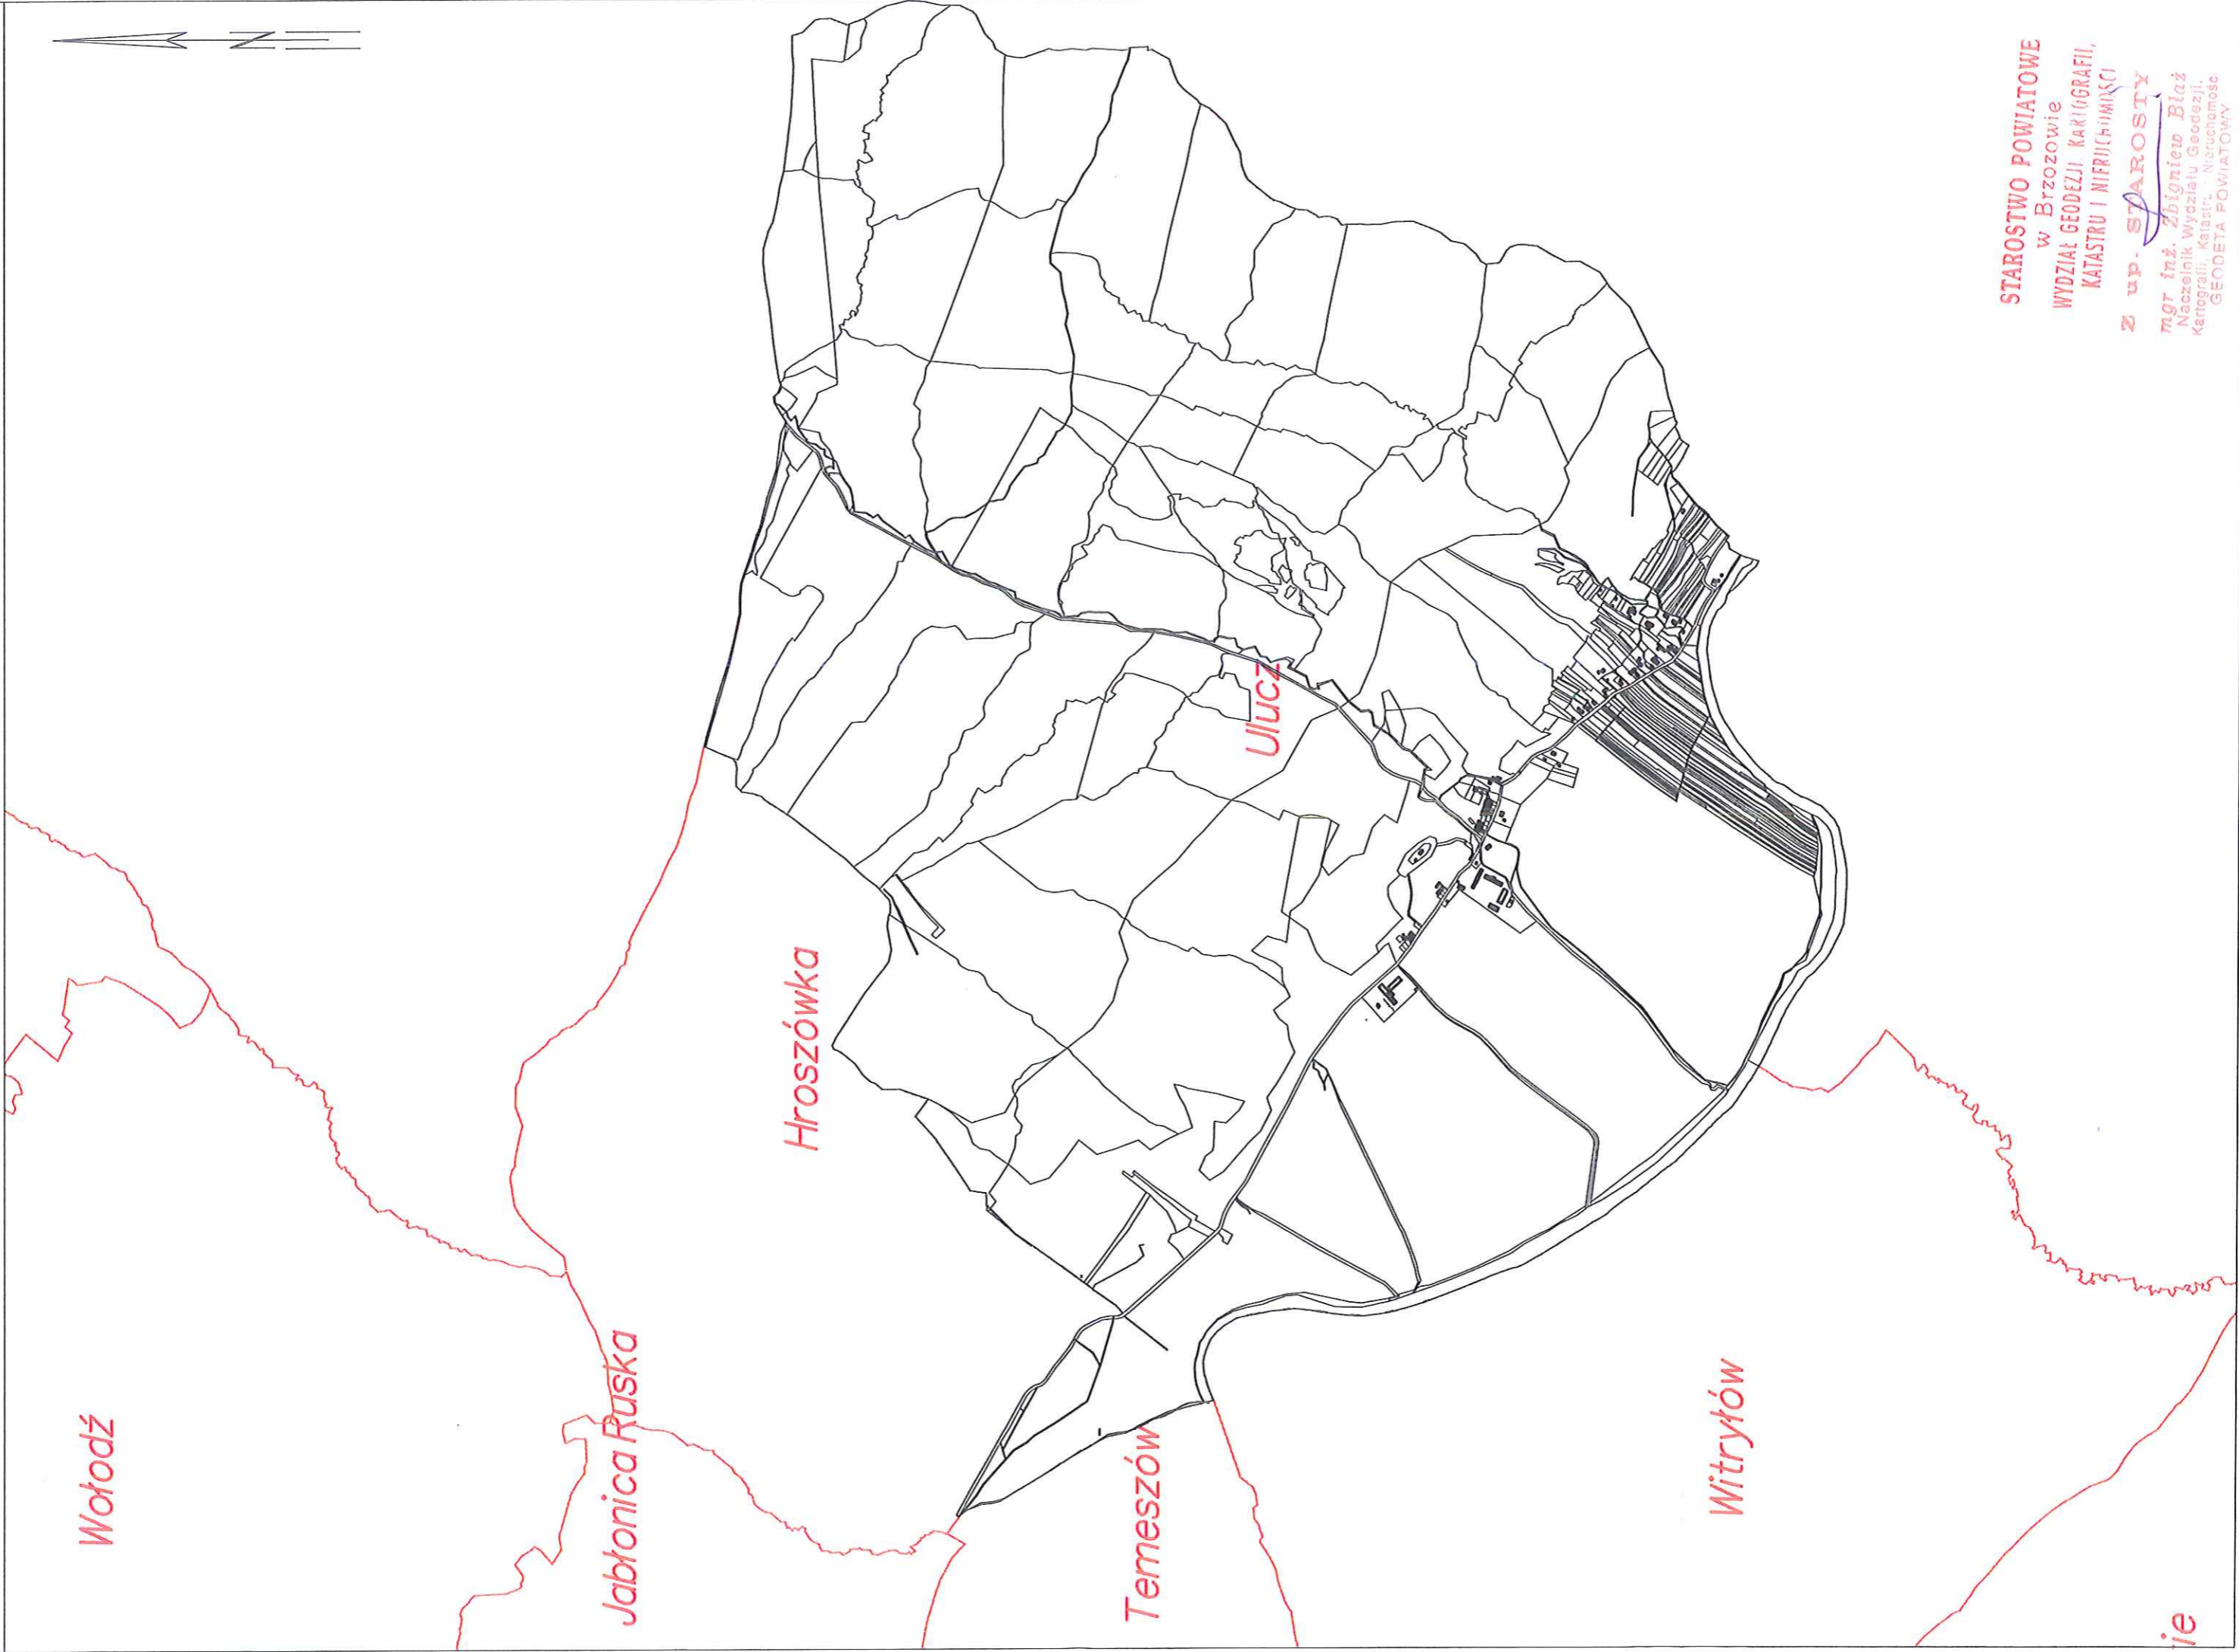 N
Wołodź
Jabłonica Ruska
Hroszówka
Ulucz
Temeszów
Witryłów
ie
STAROSTWO POWIATOWE
w Brzozowie
WYDZIAŁ GEODEZJI KARTOGRAFII,
KATASTRU I NIERUCHOMOŚCI
Z up. STAROSTY
mgr inż. Zbigniew Błaż
Naczelnik Wydziału Geodezji,
Kartografii, Katastru i Nieruchomości
GEODETA POWIATOWY